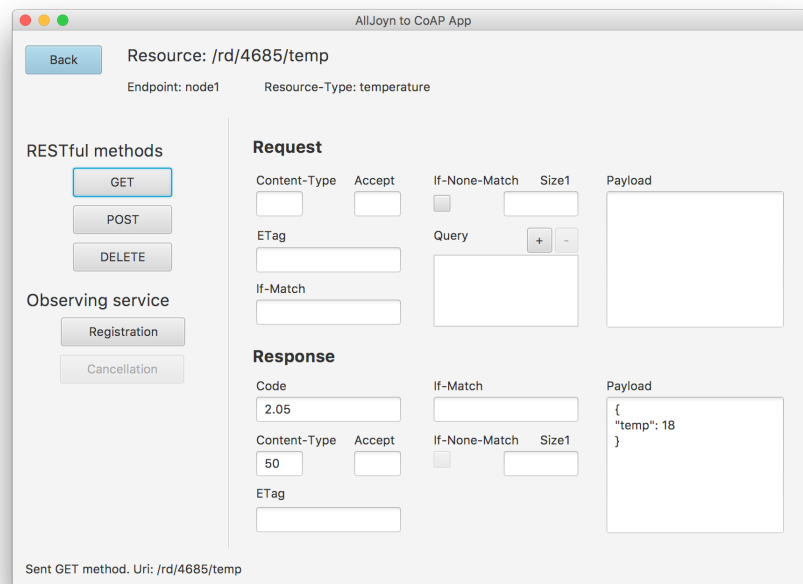 AllJoyn to CoAP App
Back
Resource: /rd/4685/temp
Endpoint: node1 Resource-Type: temperature
RESTful methods
GET
POST
DELETE
Observing service
Registration
Cancellation
Request
Content-Type Accept If-None-Match Size1 Payload
ETag Query + -
If-Match
Response
Code If-Match Payload
2.05
{
"temp": 18
}
Content-Type Accept If-None-Match Size1
50
ETag
Sent GET method. Uri: /rd/4685/temp